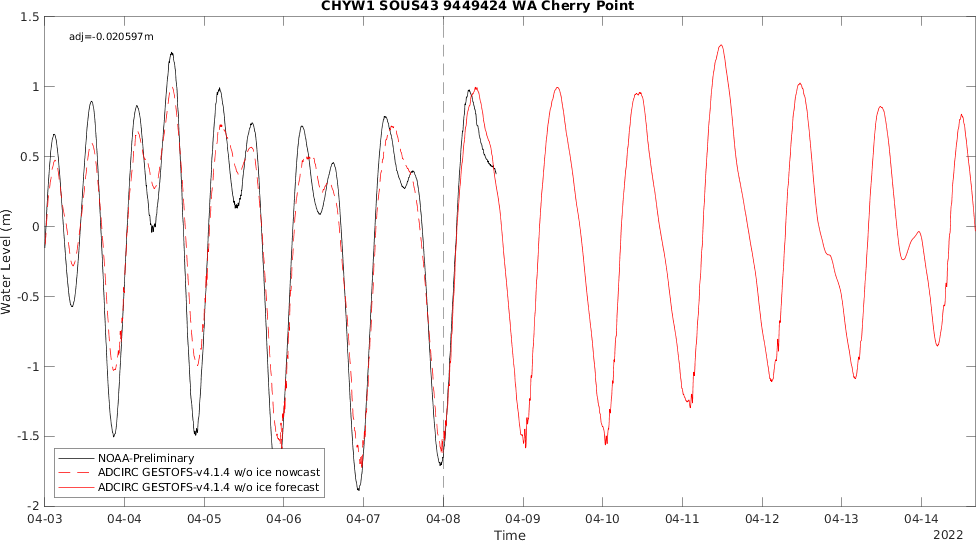 CHYW1 SOUS43 9449424 WA Cherry Point
adj=-0.020597m
1.5
1
0.5
0
-0.5
-1
-1.5
-2
Water Level (m)
NOAA-Preliminary
ADCIRC GESTOFS-v4.1.4 w/o ice nowcast
ADCIRC GESTOFS-v4.1.4 w/o ice forecast
04-03 04-04 04-05 04-06 04-07 04-08 04-09 04-10 04-11 04-12 04-13 04-14
Time
2022